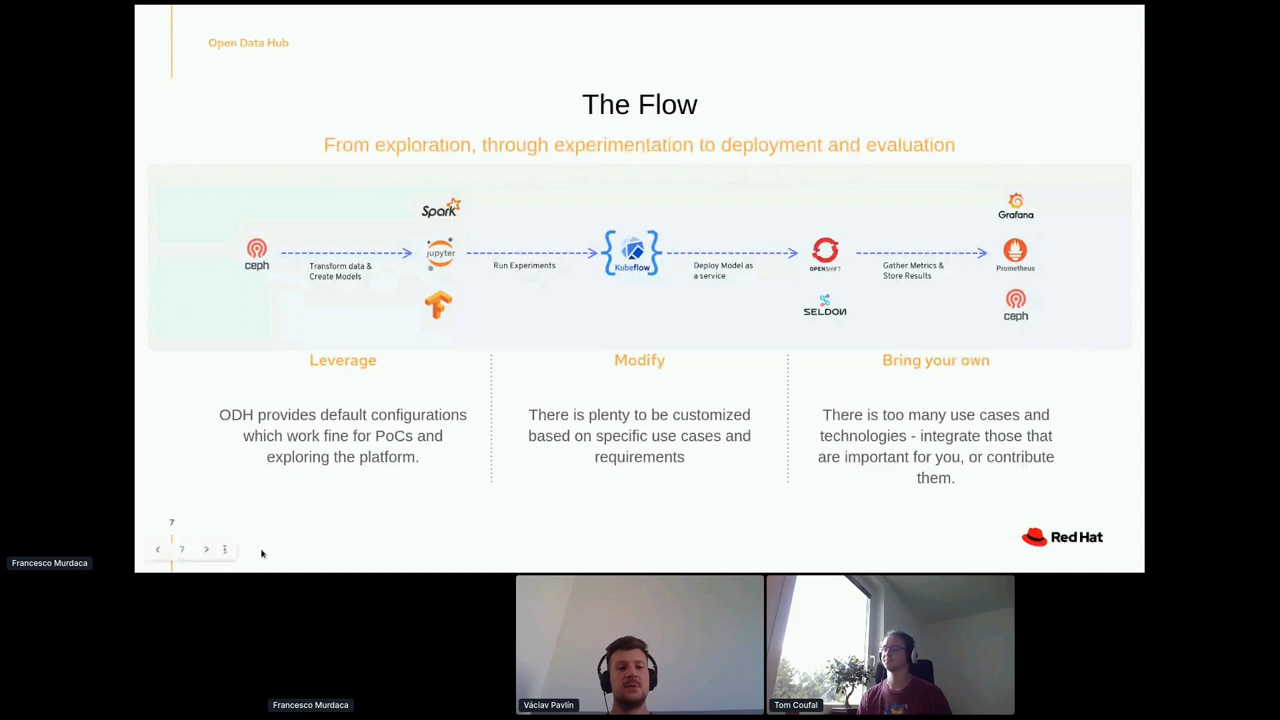 Open Data Hub
The Flow
From exploration, through experimentation to deployment and evaluation
Spark
Grafana
ceph
Transform data &
Create Models
jupyter
Run Experiments
Kubeflow
Deploy Model as
a service
OPENSHIFT
Gather Metrics &
Store Results
Prometheus
SELDON
ceph
Leverage
ODH provides default configurations
which work fine for PoCs and
exploring the platform.
Modify
There is plenty to be customized
based on specific use cases and
requirements
Bring your own
There is too many use cases and
technologies - integrate those that
are important for you, or contribute
them.
7
7
Red Hat
Francesco Murdaca
Francesco Murdaca
Václav Pavlín
Tom Coufal